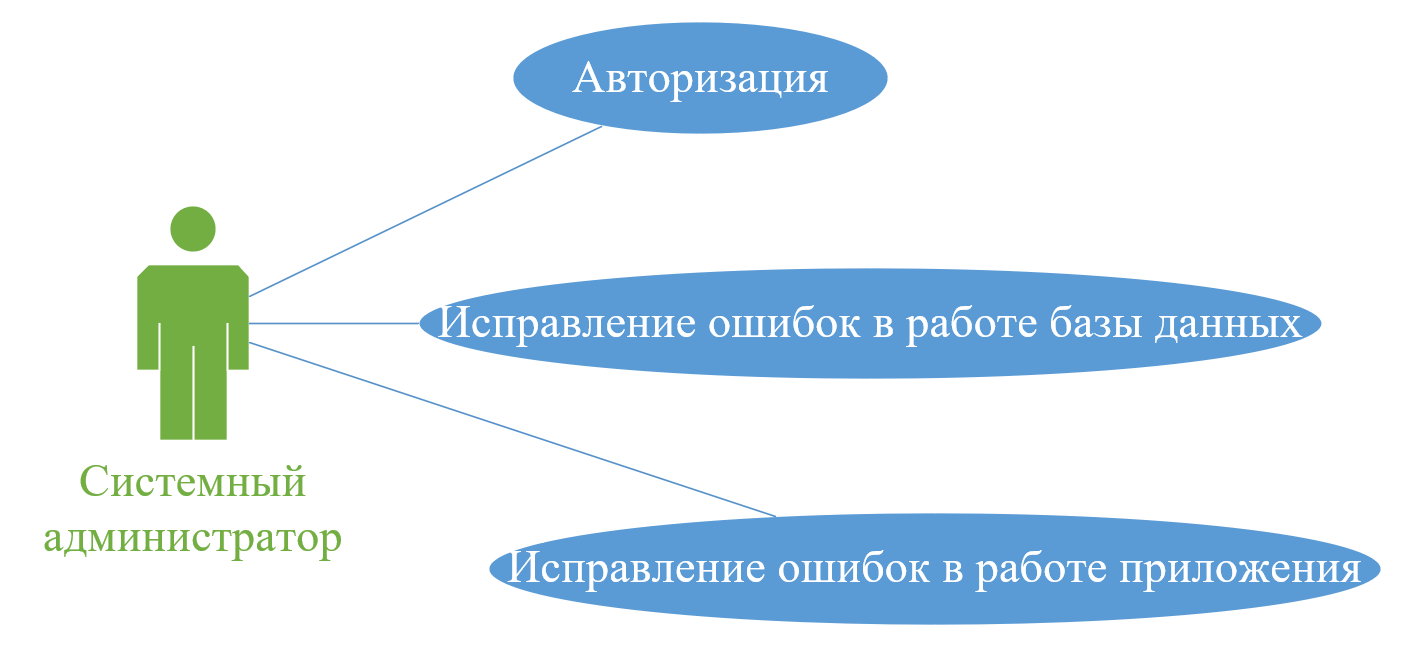 Авторизация
Исправление ошибок в работе базы данных
Системный
администратор
Исправление ошибок в работе приложения